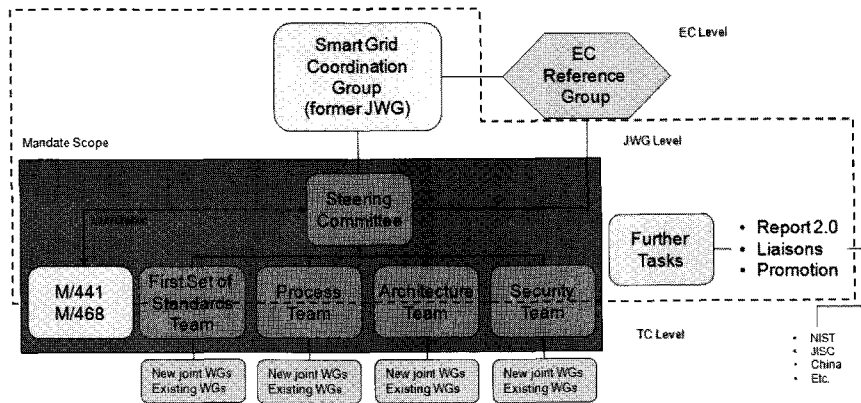 Smart Grid
Coordination
Group
(former JWG)
EC
Reference
Group
EC Level
Mandate Scope
JWG Level
Steering
Committee
Further
Tasks
• Report 2.0
• Liaisons
• Promotion
M/441
M/468
First Set of
Standards
Team
Process
Team
Architecture
Team
Security
Team
TC Level
New joint WGs
Existing WGs
New joint WGs
Existing WGs
New joint WGs
Existing WGs
New joint WGs
Existing WGs
• NIST
• JISC
• China
• Etc.